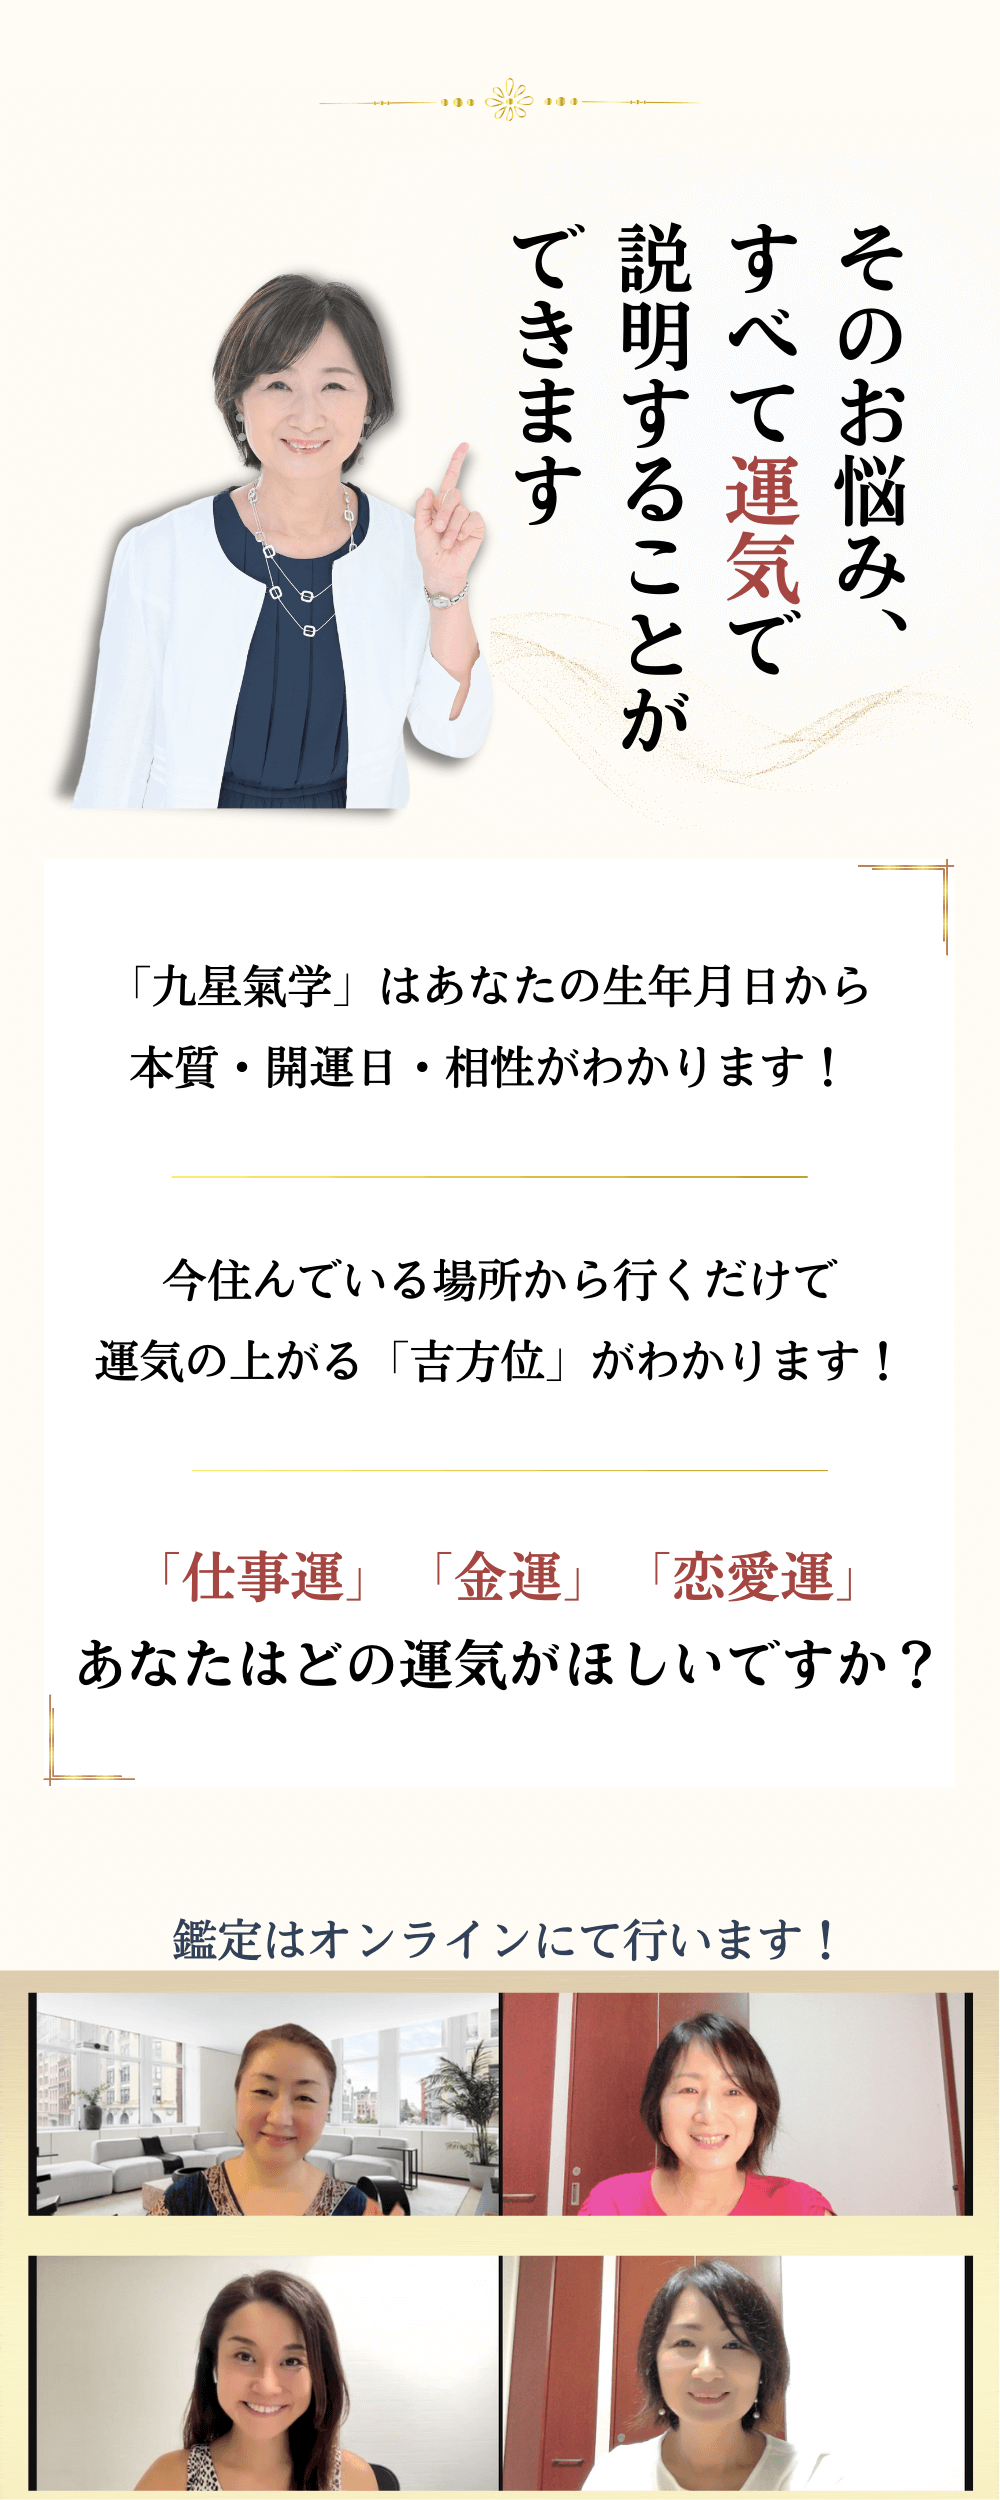 そのお悩み、
すべて運気で
説明することが
できます
「九星氣学」はあなたの生年月日から
本質・開運日・相性がわかります！
今住んでいる場所から行くだけで
運気の上がる「吉方位」がわかります！
「仕事運」「金運」「恋愛運」
あなたはどの運気がほしいですか？
鑑定はオンラインにて行います！